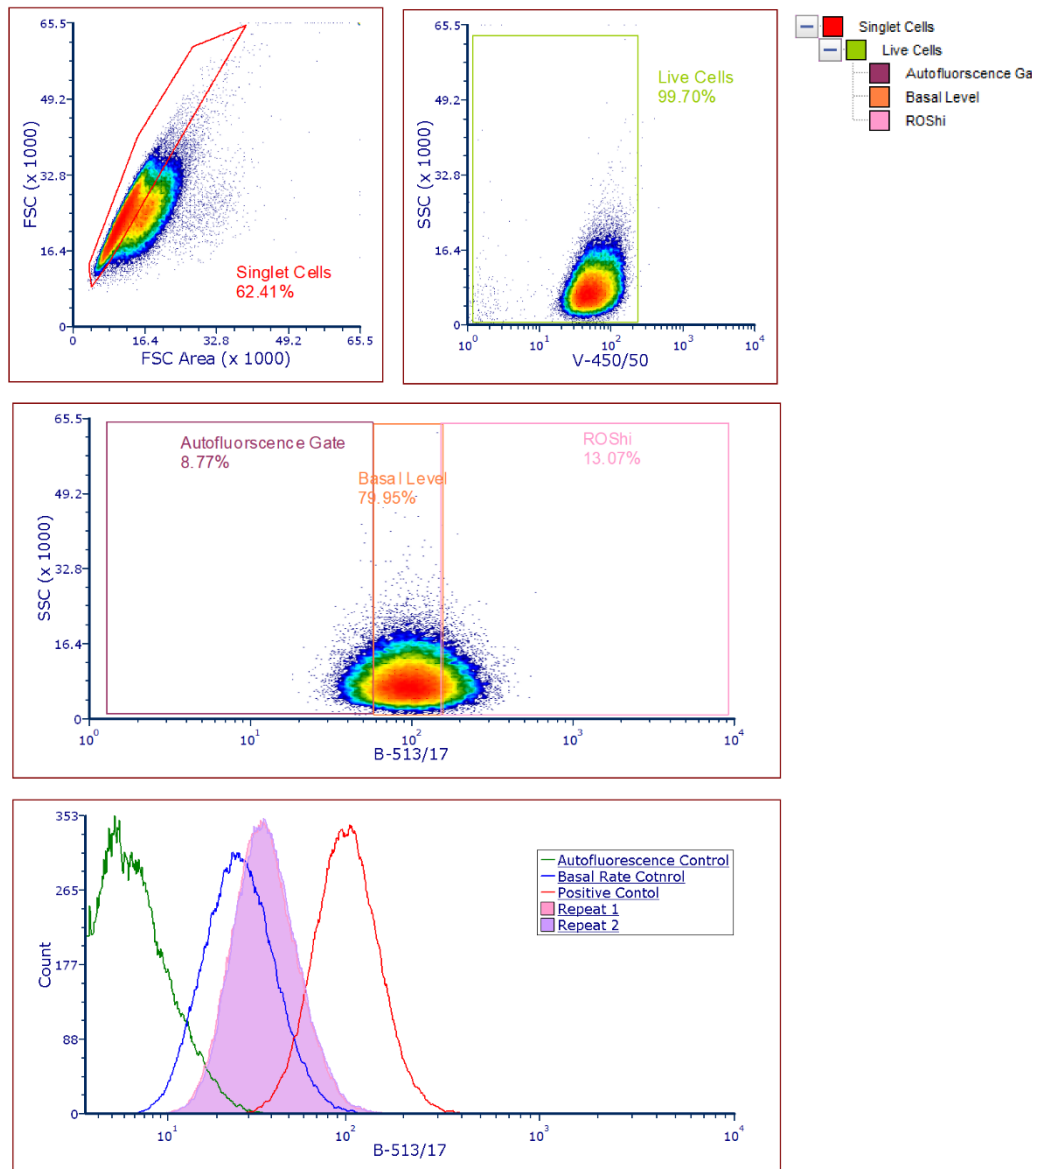 65.5
49.2
32.8
16.4
0
FSC (x 1000)
Singlet Cells
62.41%
0 16.4 32.8 49.2 65.5
FSC Area (x 1000)
65.5
49.2
32.8
16.4
0
SSC (x 1000)
Live Cells
99.70%
10^0 10^1 10^2 10^3 10^4
V-450/50
Singlet Cells
Live Cells
Autofluorscence Ga
Basal Level
ROShi
65.5
49.2
32.8
16.4
0
SSC (x 1000)
Autofluorscence Gate
8.77%
Basal Level
79.95%
ROShi
13.07%
10^0 10^1 10^2 10^3 10^4
B-513/17
353
265
177
88
0
Count
Autofluorescence Control
Basal Rate Cotnrol
Positive Contol
Repeat 1
Repeat 2
10^1 10^2 10^3 10^4
B-513/17